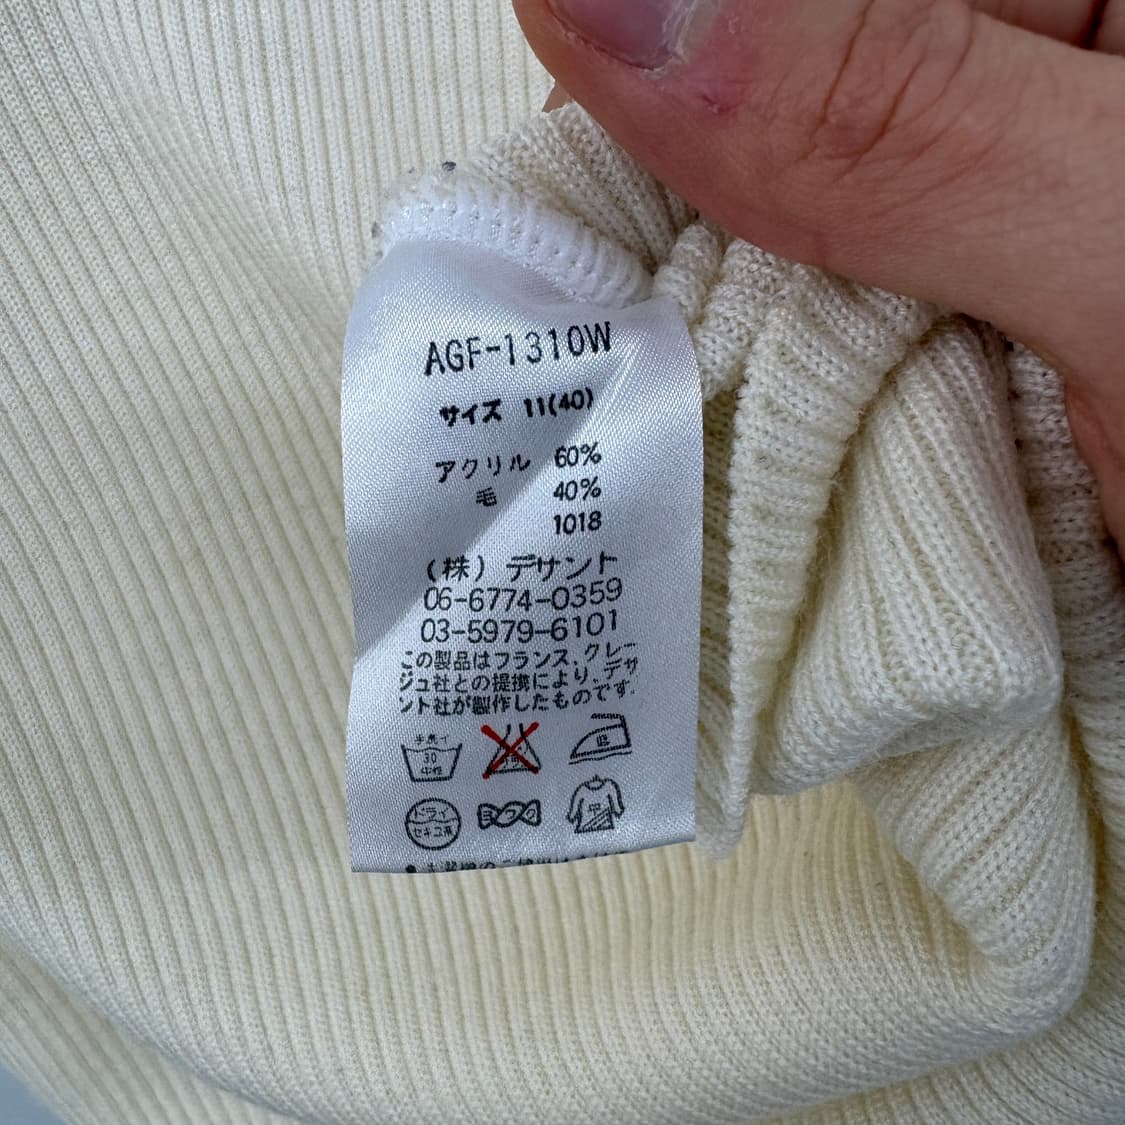 AGF-1310W
サイズ 11(40)
アクリル 60%
毛 40%
1018
(株) デサント
06-6774-0359
03-5979-6101
この製品はフランス、クレー
ジュ社との提携により、デサ
ント社が製作したものです。
手洗イ
30
中性
ドライ
セキユ系